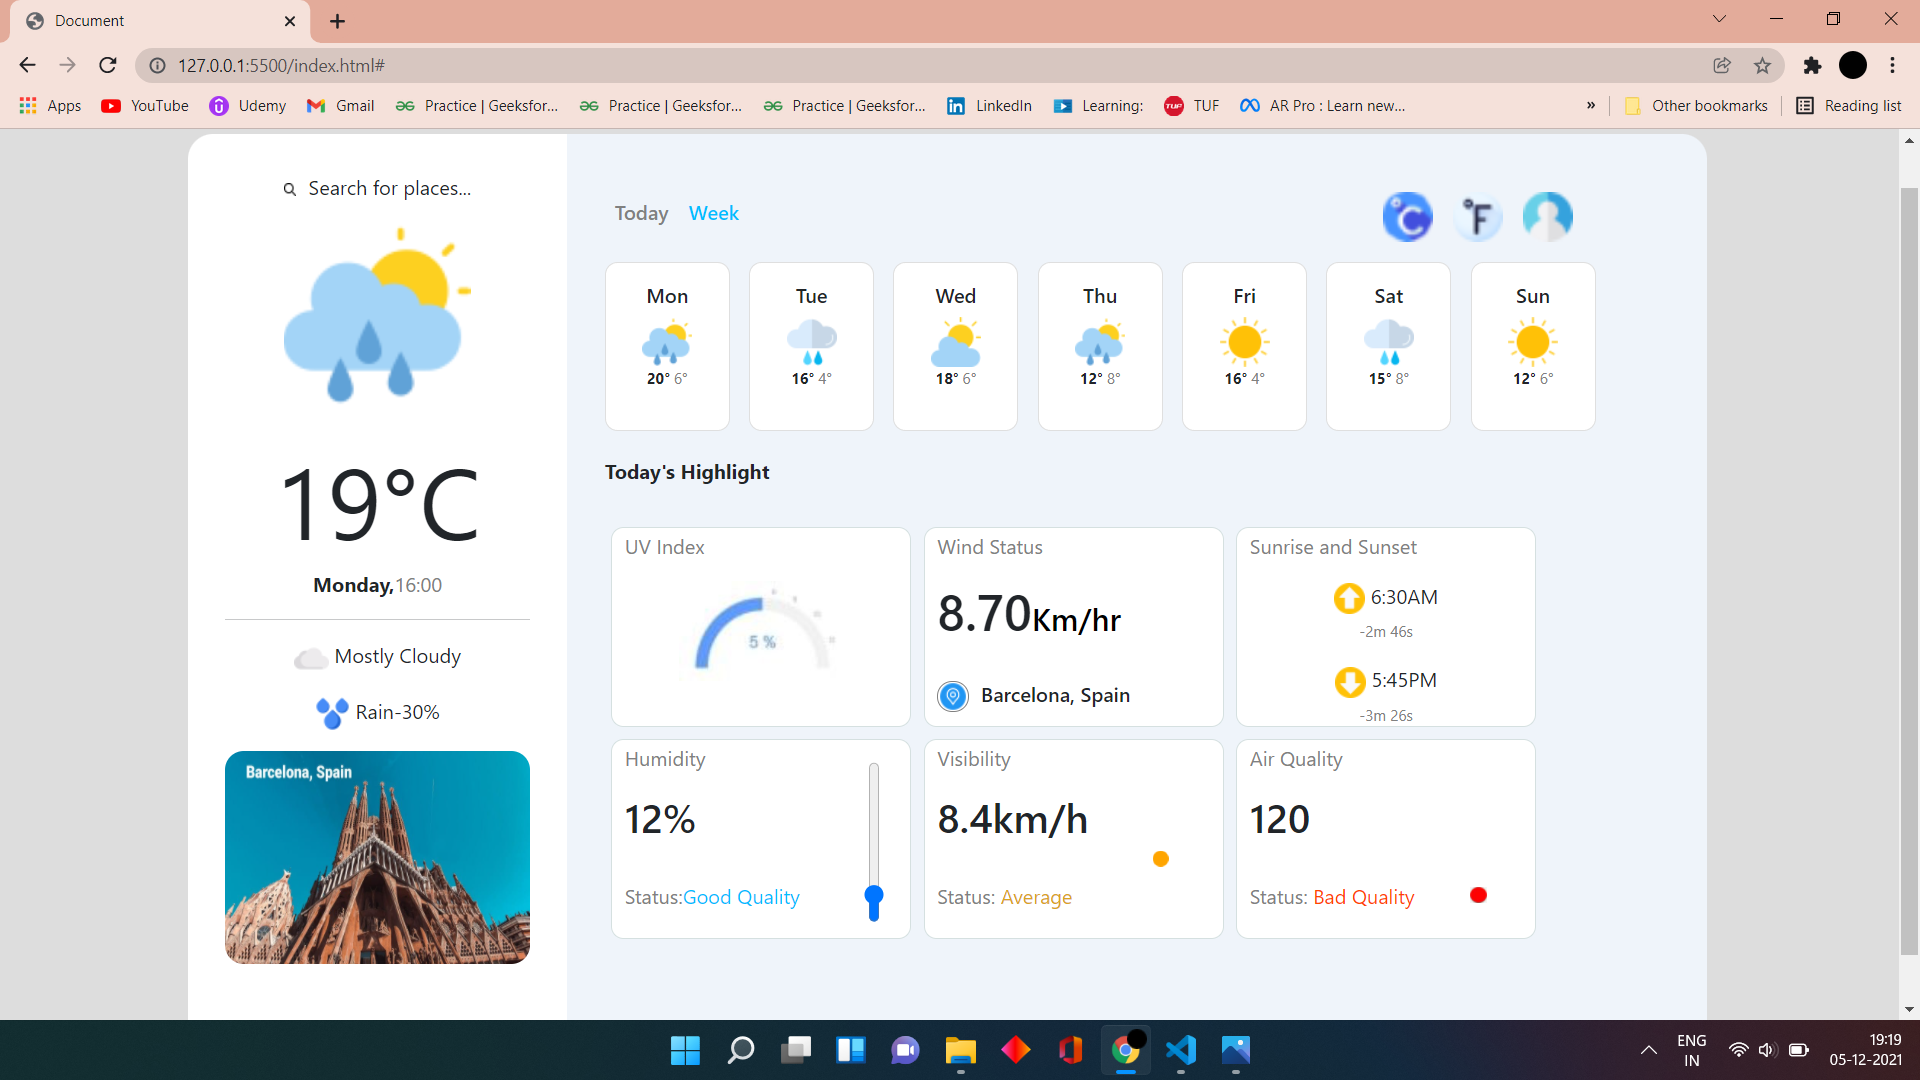 Document
127.0.0.1:5500/index.html#
Apps YouTube Udemy Gmail Practice | Geeksfor... Practice | Geeksfor... Practice | Geeksfor... LinkedIn Learning: TUF AR Pro : Learn new... » Other bookmarks Reading list
Search for places...
19°C
Monday,16:00
Mostly Cloudy
Rain-30%
Barcelona, Spain
Today Week
°C °F
Mon Tue Wed Thu Fri Sat Sun
20° 6° 16° 4° 18° 6° 12° 8° 16° 4° 15° 8° 12° 6°
Today's Highlight
UV Index
5 %
Wind Status
8.70Km/hr
Barcelona, Spain
Sunrise and Sunset
6:30AM
-2m 46s
5:45PM
-3m 26s
Humidity
12%
Status:Good Quality
Visibility
8.4km/h
Status: Average
Air Quality
120
Status: Bad Quality
ENG
IN
19:19
05-12-2021